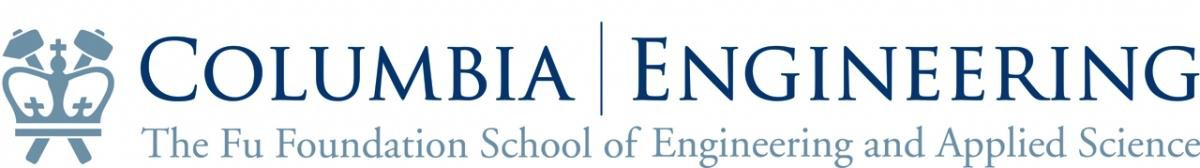 COLUMBIA | ENGINEERING
The Fu Foundation School of Engineering and Applied Science